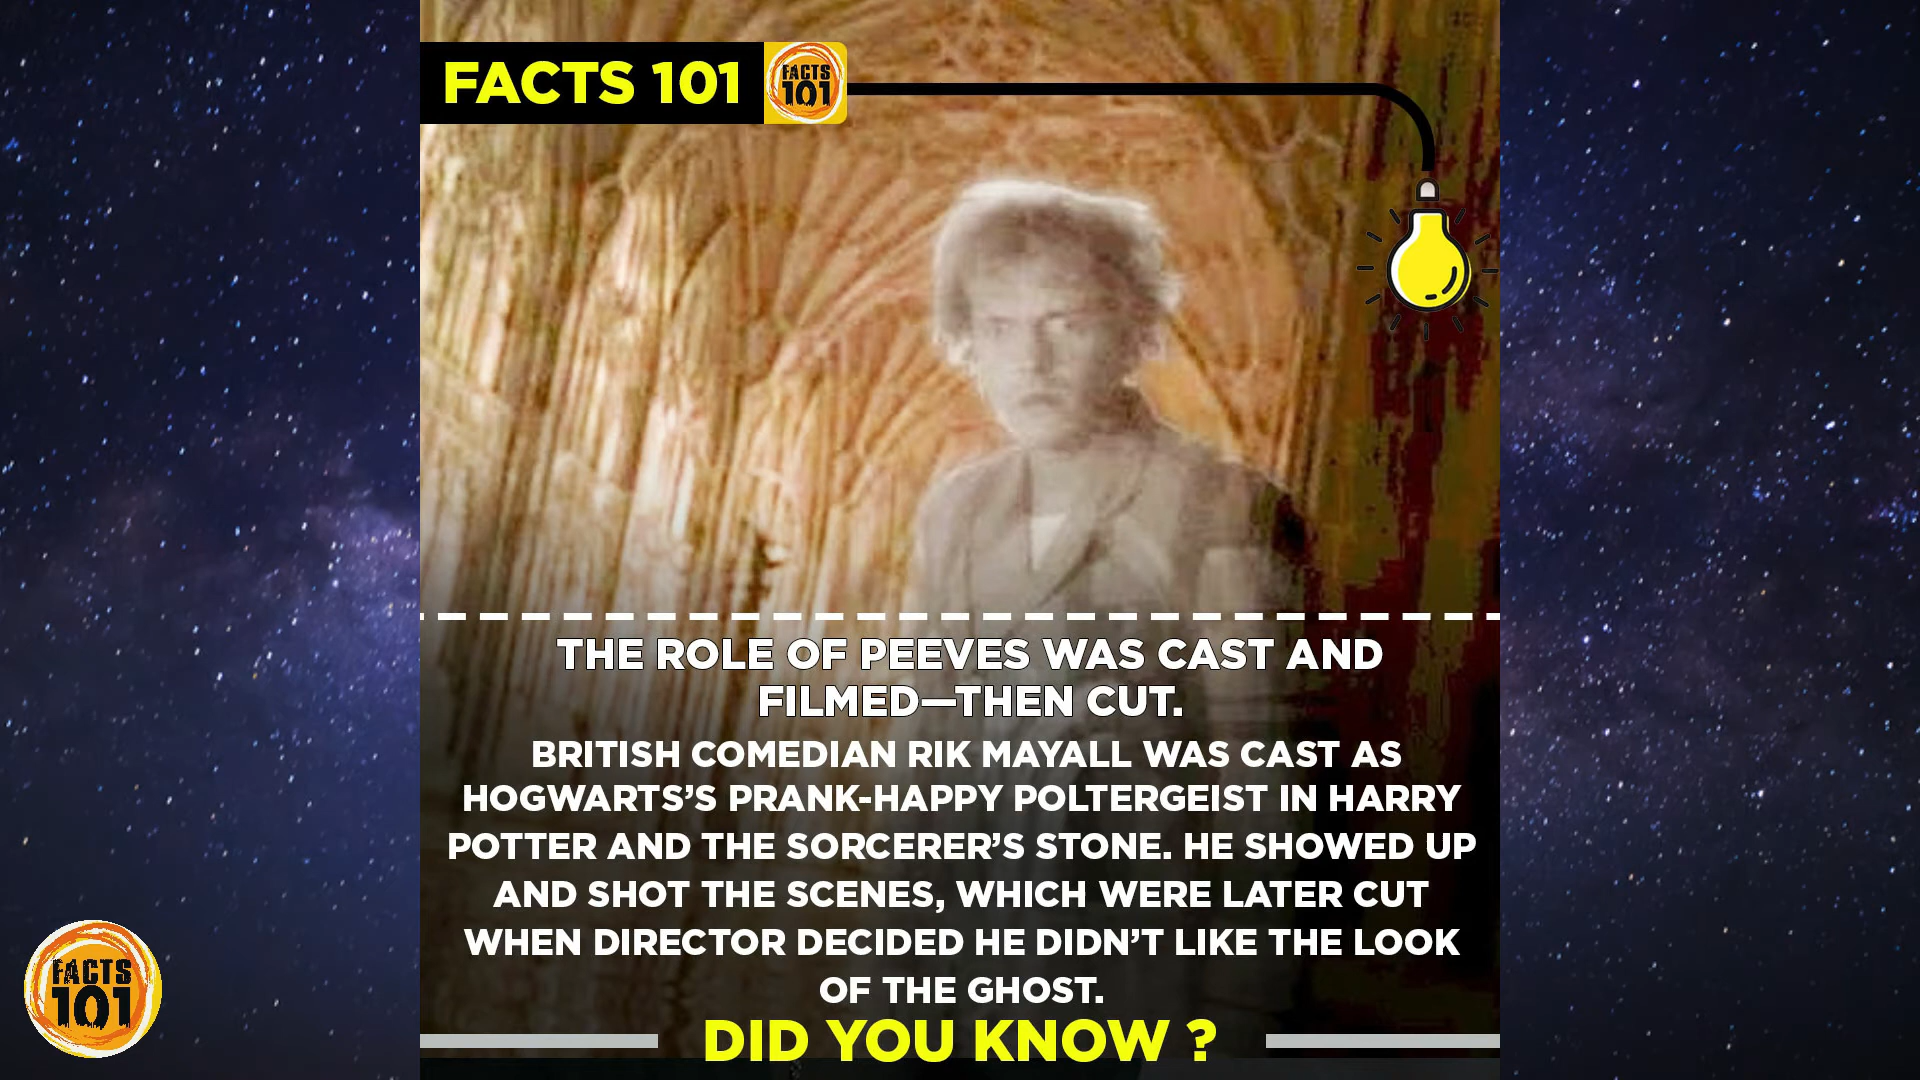 FACTS 101
FACTS
101
THE ROLE OF PEEVES WAS CAST AND
FILMED—THEN CUT.
BRITISH COMEDIAN RIK MAYALL WAS CAST AS
HOGWARTS’S PRANK-HAPPY POLTERGEIST IN HARRY
POTTER AND THE SORCERER’S STONE. HE SHOWED UP
AND SHOT THE SCENES, WHICH WERE LATER CUT
WHEN DIRECTOR DECIDED HE DIDN’T LIKE THE LOOK
OF THE GHOST.
DID YOU KNOW ?
FACTS
101